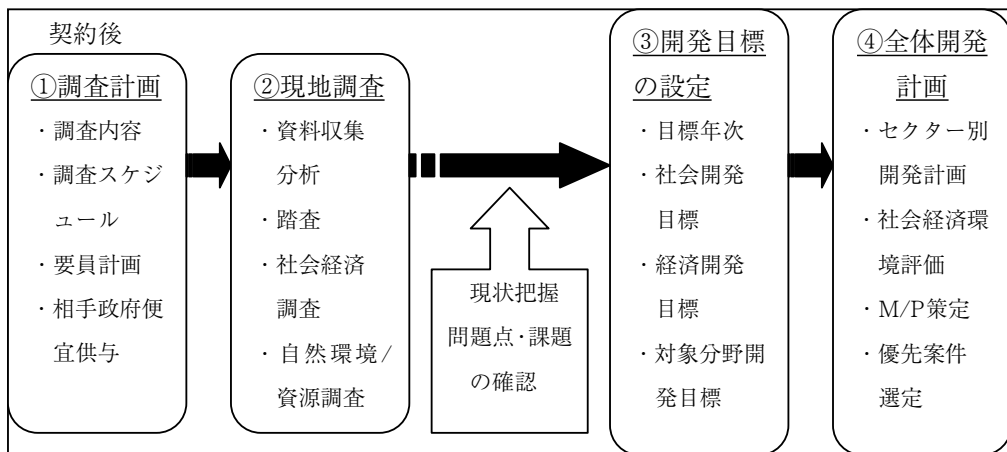 契約後
①調査計画
・調査内容
・調査スケジ
ュール
・要員計画
・相手政府便
宜供与
②現地調査
・資料収集
分析
・踏査
・社会経済
調査
・自然環境/
資源調査
現状把握
問題点・課題
の確認
③開発目標
の設定
・目標年次
・社会開発
目標
・経済開発
目標
・対象分野開
発目標
④全体開発
計画
・セクター別
開発計画
・社会経済環
境評価
・M/P策定
・優先案件
選定